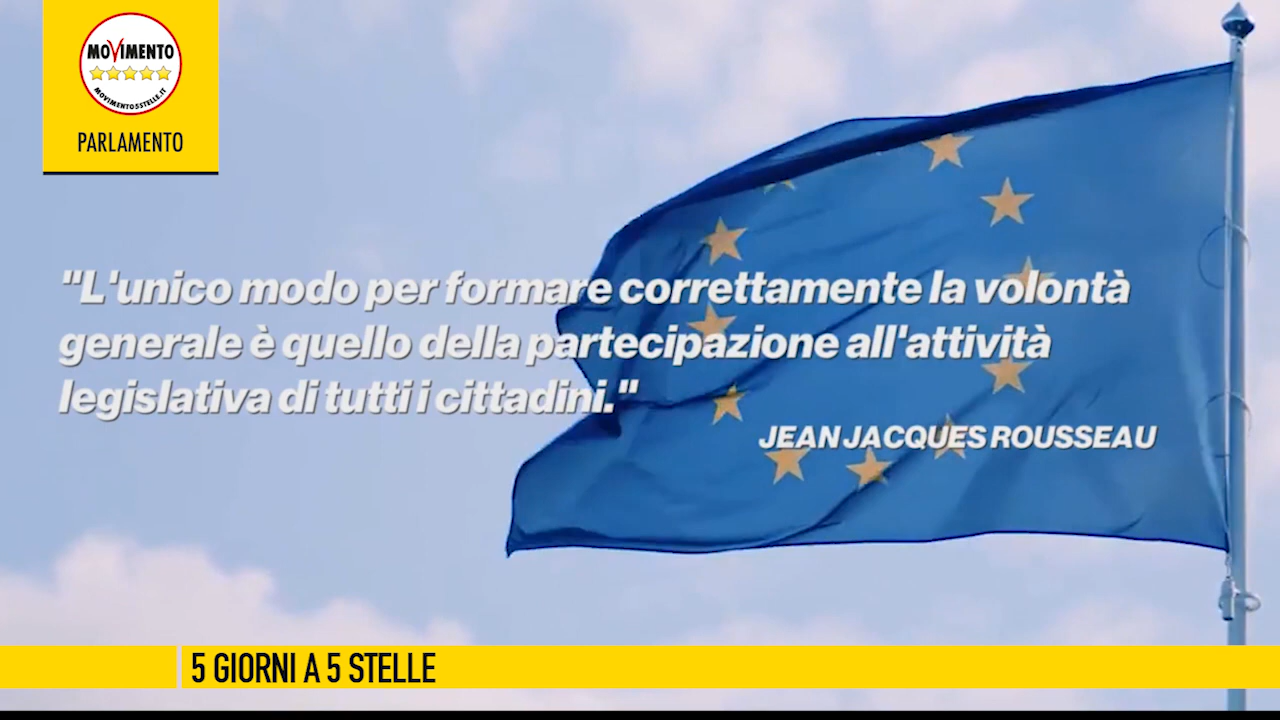 MOVIMENTO
MOVIMENTO5STELLE.IT
PARLAMENTO
"L'unico modo per formare correttamente la volontà
generale è quello della partecipazione all'attività
legislativa di tutti i cittadini."
JEAN JACQUES ROUSSEAU
5 GIORNI A 5 STELLE